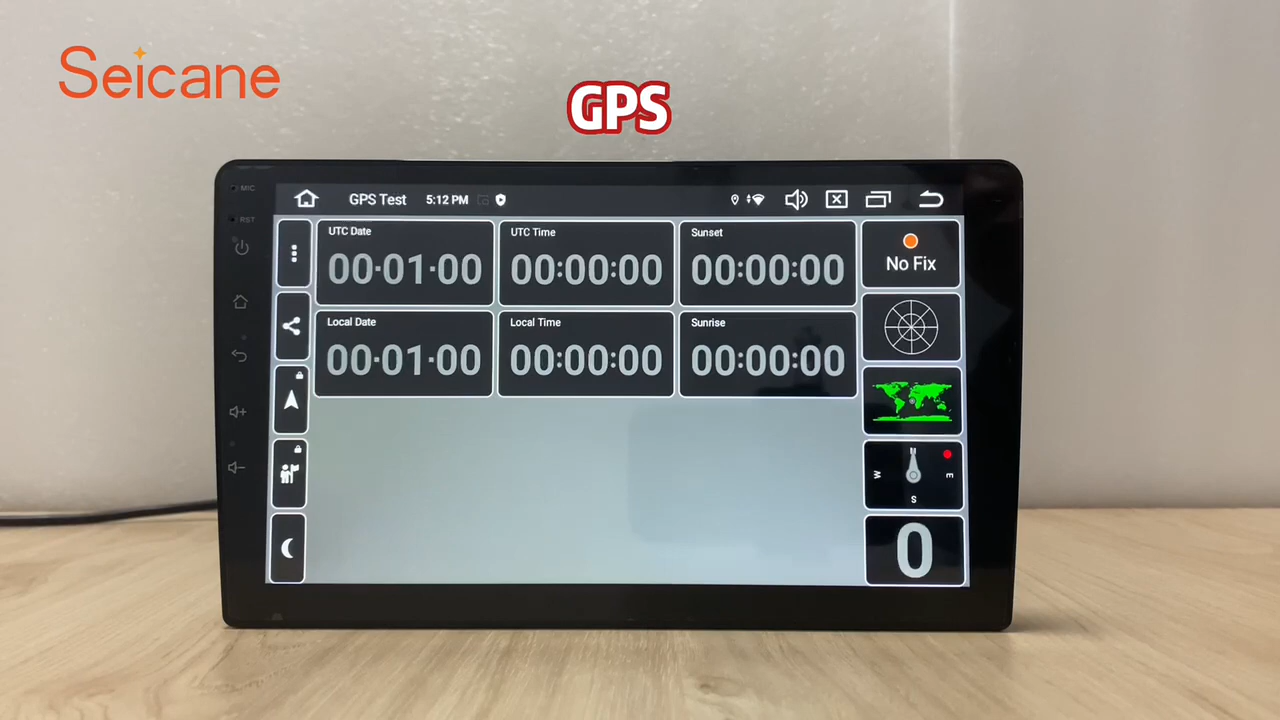 Seicane
GPS
MIC
RST
GPS Test 5:12 PM
UTC Date
00·01·00
UTC Time
00:00:00
Sunset
00:00:00
No Fix
Local Date
00·01·00
Local Time
00:00:00
Sunrise
00:00:00
N
W
E
S
0